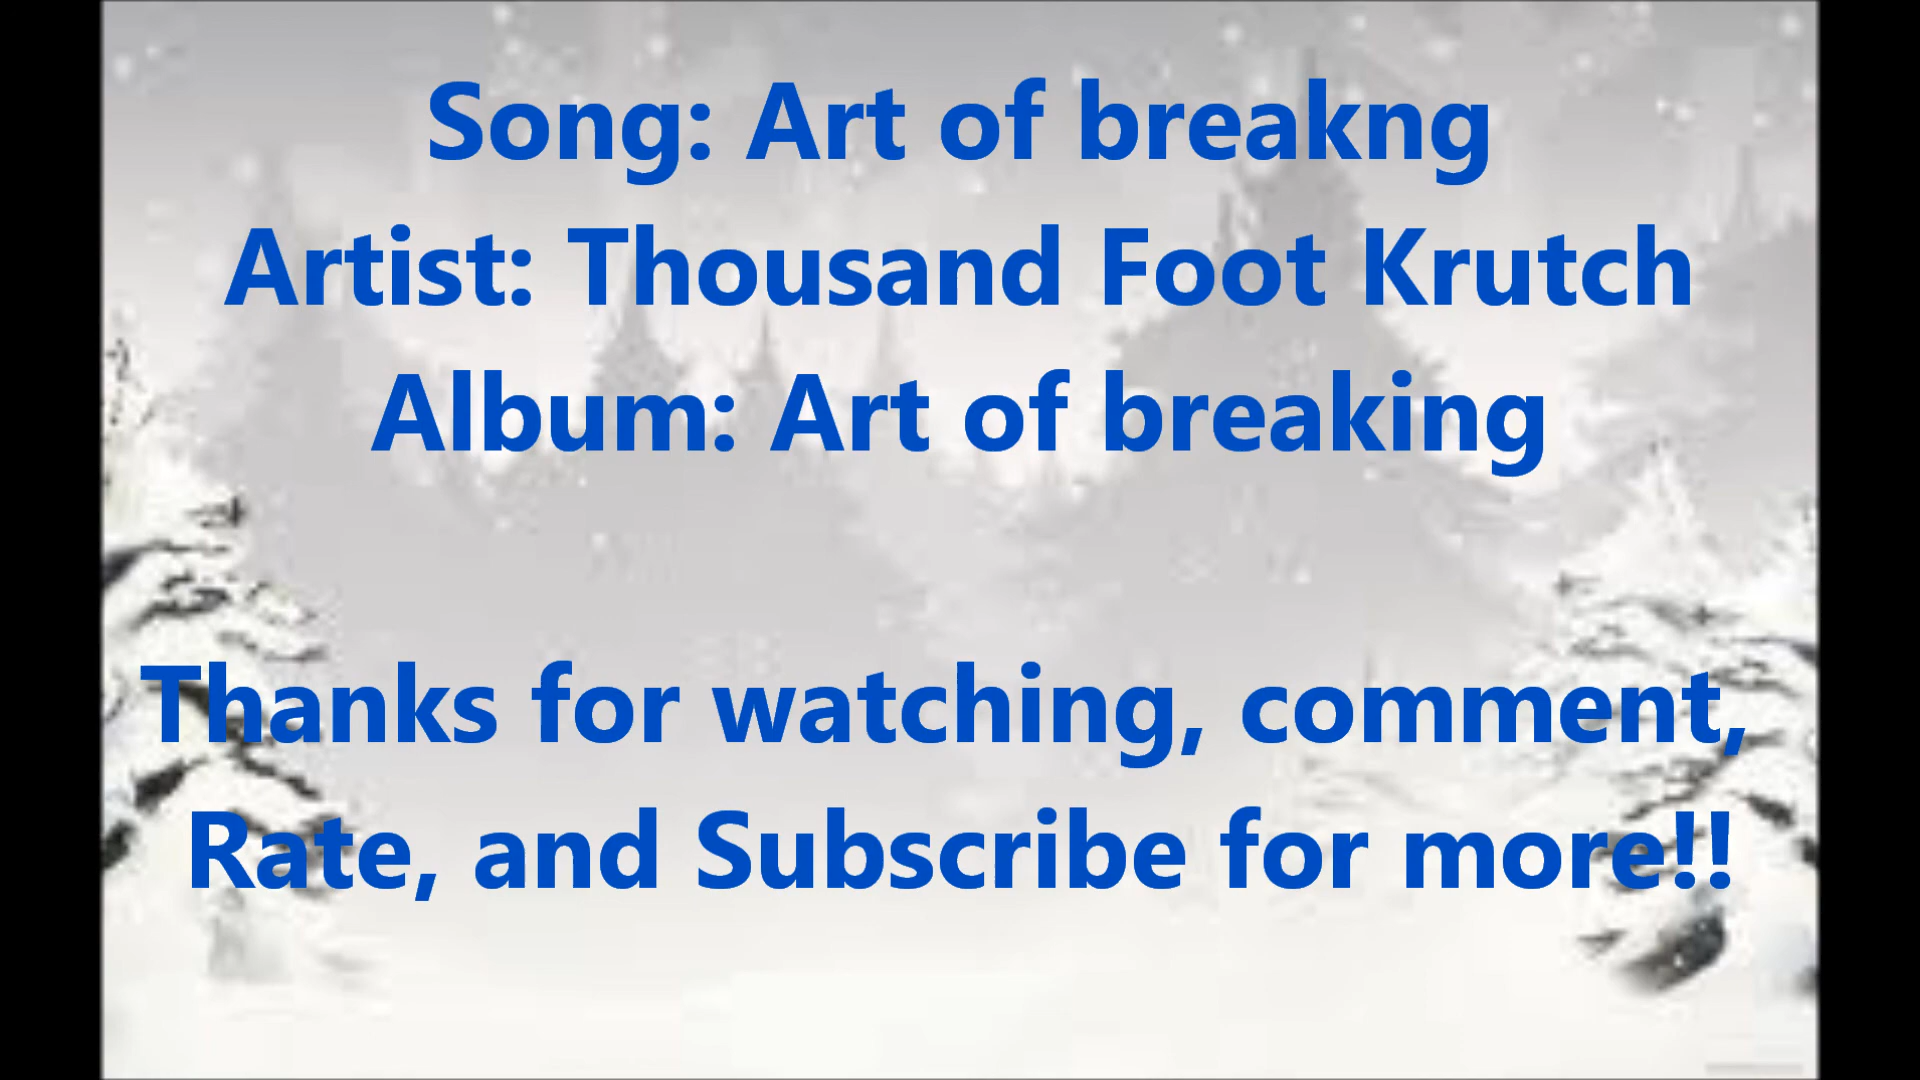 Song: Art of breakng
Artist: Thousand Foot Krutch
Album: Art of breaking
Thanks for watching, comment,
Rate, and Subscribe for more!!